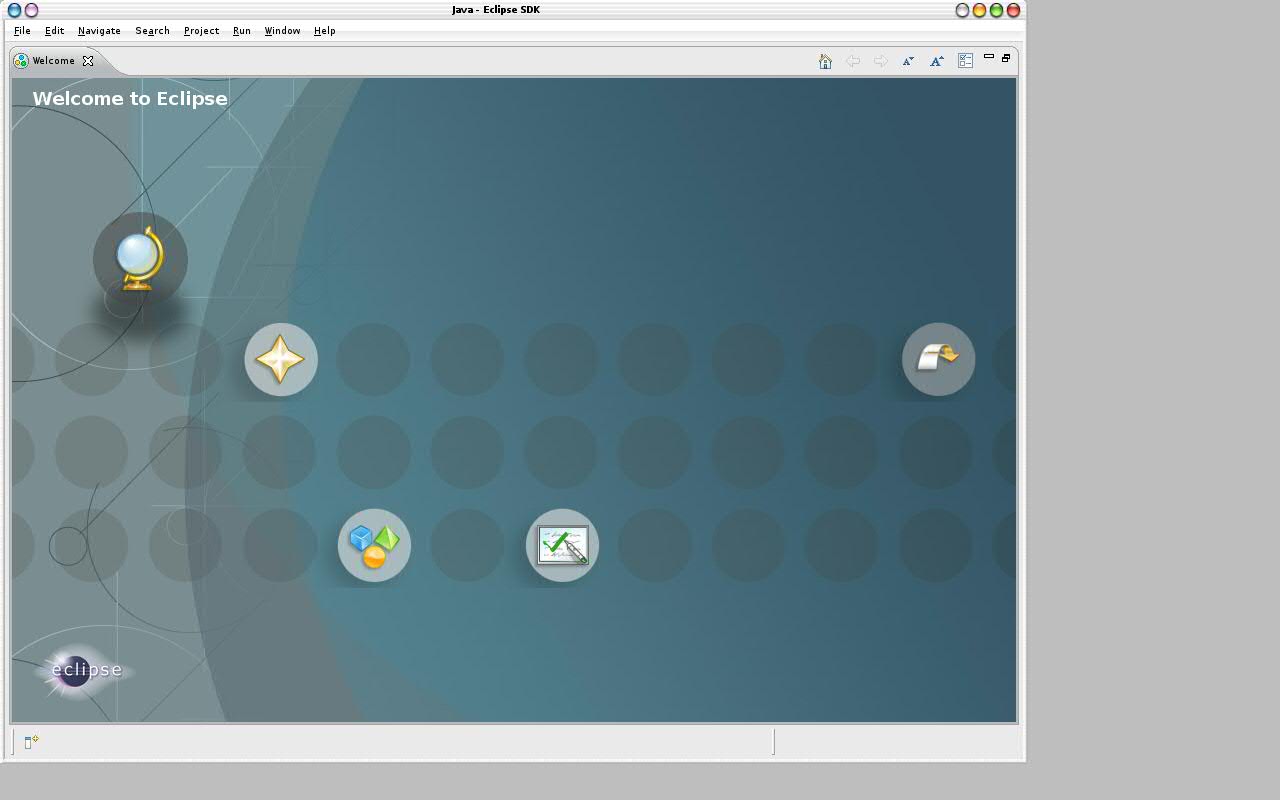 Java - Eclipse SDK
File Edit Navigate Search Project Run Window Help
Welcome
Welcome to Eclipse
eclipse